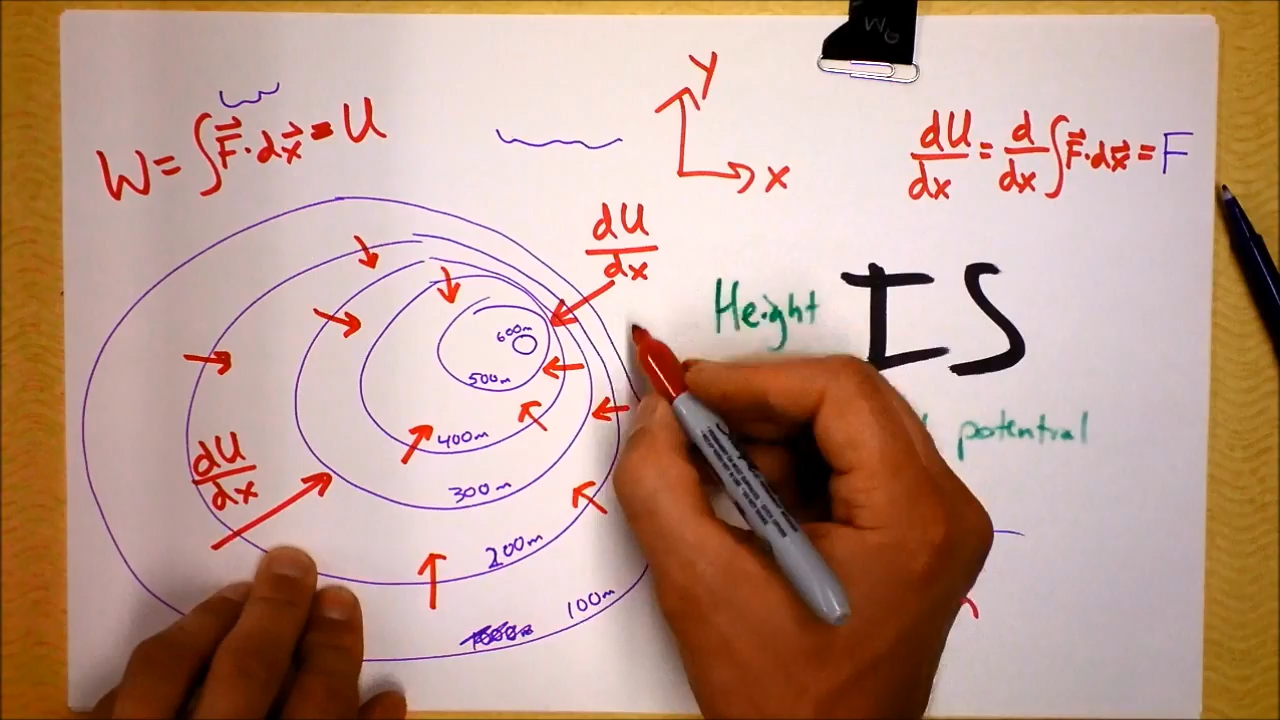 W = ∫F⃗·dx⃗ = U
Y
X
dU/dx = d/dx ∫F⃗·dx⃗ = F
dU/dx
Height
IS
potential
600m
500m
400m
300m
200m
100m
dU/dx